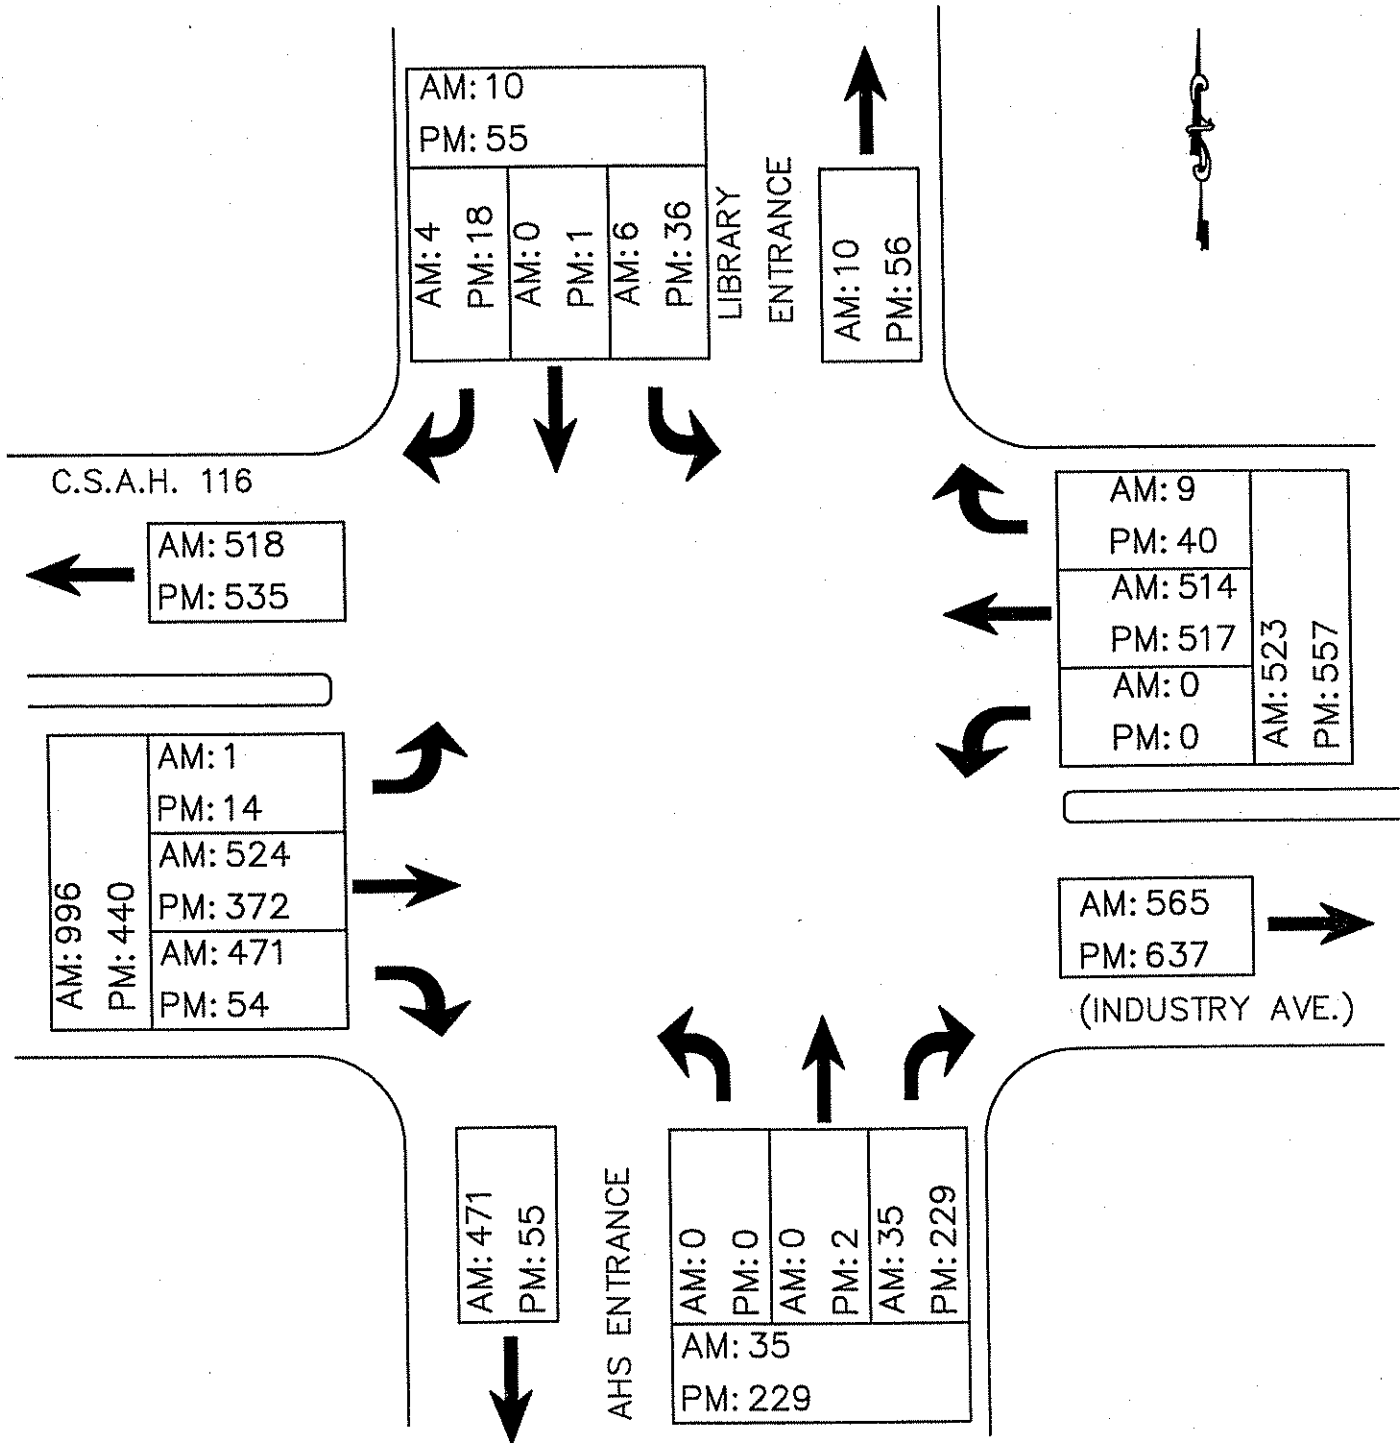 AM: 10
PM: 55
AM: 4
PM: 18
AM: 0
PM: 1
AM: 6
PM: 36
LIBRARY
ENTRANCE
AM: 10
PM: 56
C.S.A.H. 116
AM: 518
PM: 535
AM: 9
PM: 40
AM: 514
PM: 517
AM: 0
PM: 0
AM: 523
PM: 557
AM: 996
PM: 440
AM: 1
PM: 14
AM: 524
PM: 372
AM: 471
PM: 54
AM: 565
PM: 637
(INDUSTRY AVE.)
AM: 471
PM: 55
AHS ENTRANCE
AM: 0
PM: 0
AM: 0
PM: 2
AM: 35
PM: 229
AM: 35
PM: 229